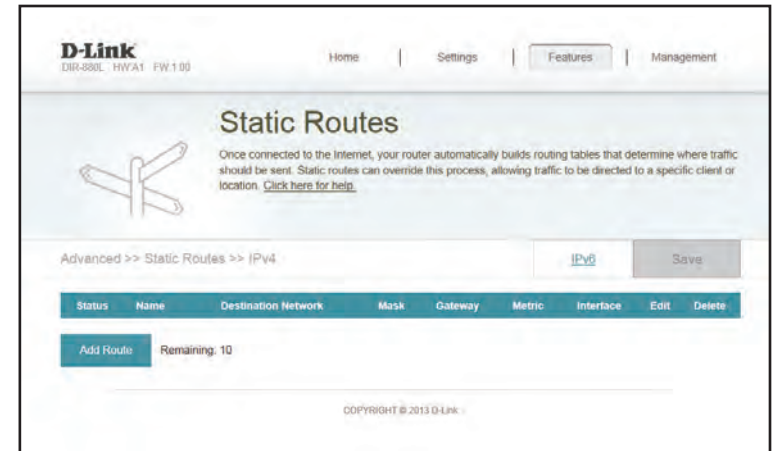 D-Link
DIR-880L HW:A1 FW:1.00
Home | Settings | Features | Management
Static Routes
Once connected to the Internet, your router automatically builds routing tables that determine where traffic
should be sent. Static routes can override this process, allowing traffic to be directed to a specific client or
location. Click here for help.
Advanced >> Static Routes >> IPv4
IPv6
Save
Status Name Destination Network Mask Gateway Metric Interface Edit Delete
Add Route Remaining: 10
COPYRIGHT © 2013 D-Link